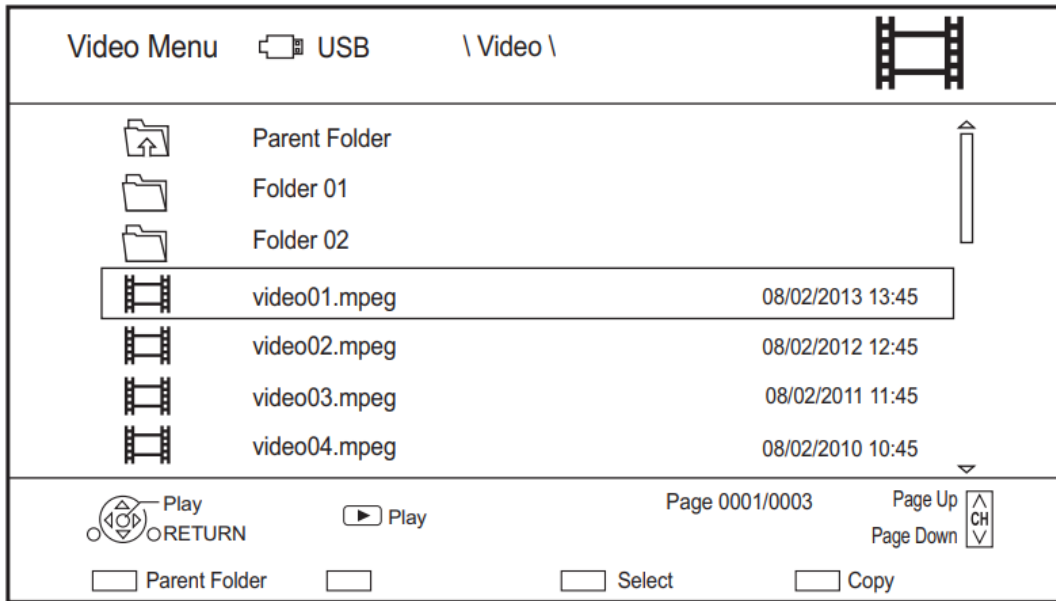 Video Menu USB \ Video \
Parent Folder
Folder 01
Folder 02
video01.mpeg 08/02/2013 13:45
video02.mpeg 08/02/2012 12:45
video03.mpeg 08/02/2011 11:45
video04.mpeg 08/02/2010 10:45
Play
RETURN
Play
Page 0001/0003
Page Up
CH
Page Down
Parent Folder Select Copy